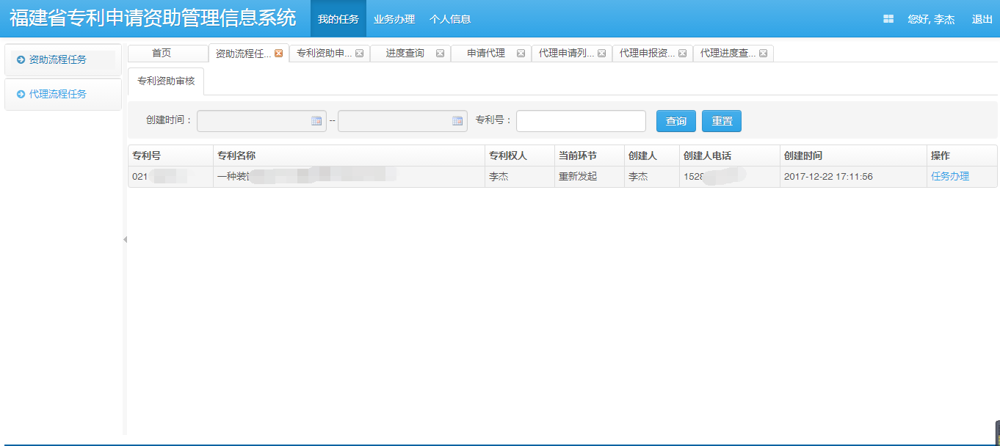 福建省专利申请资助管理信息系统 我的任务 业务办理 个人信息 您好, 李杰 退出
资助流程任务
代理流程任务
首页 资助流程任... 专利资助申... 进度查询 申请代理 代理申请列... 代理申报资... 代理进度查...
专利资助审核
创建时间： -- 专利号： 查询 重置
专利号 专利名称 专利权人 当前环节 创建人 创建人电话 创建时间 操作
021 一种装 李杰 重新发起 李杰 1528 2017-12-22 17:11:56 任务办理